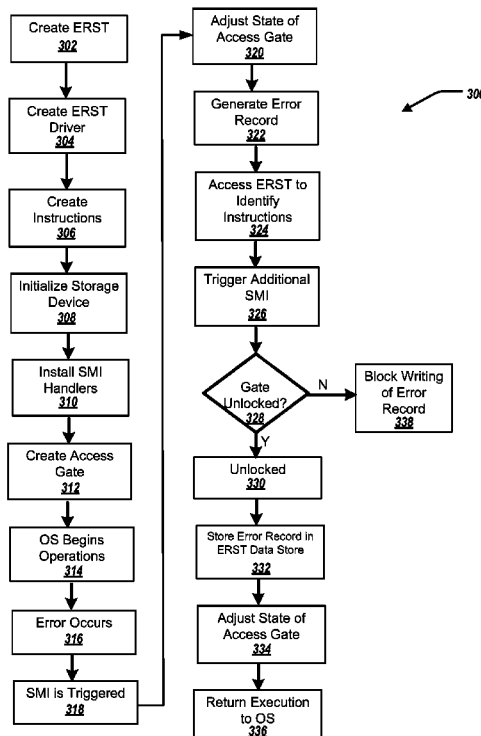 Create ERST
302
Create ERST
Driver
304
Create
Instructions
306
Initialize Storage
Device
308
Install SMI
Handlers
310
Create Access
Gate
312
OS Begins
Operations
314
Error Occurs
316
SMI is Triggered
318
Adjust State of
Access Gate
320
Generate Error
Record
322
Access ERST to
Identify
Instructions
324
Trigger Additional
SMI
326
Gate
Unlocked?
328
N
Block Writing
of Error
Record
338
Y
Unlocked
330
Store Error Record in
ERST Data Store
332
Adjust State of
Access Gate
334
Return Execution
to OS
336